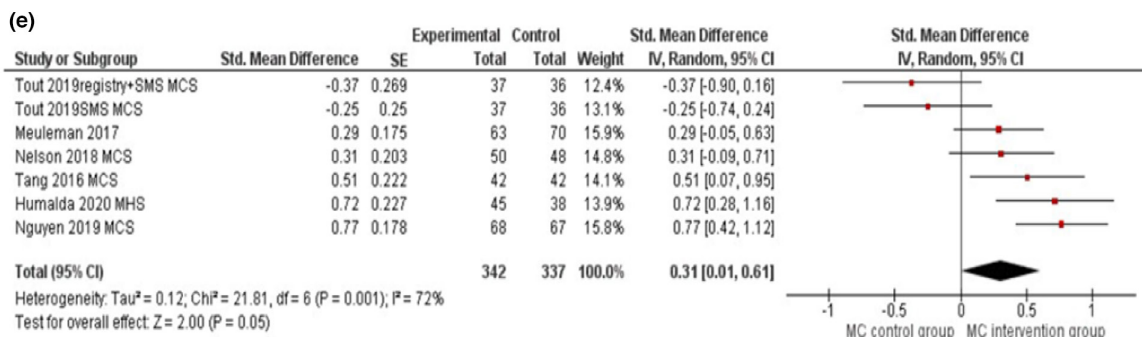 (e)
Experimental Control Std. Mean Difference Std. Mean Difference
Study or Subgroup Std. Mean Difference SE Total Total Weight IV, Random, 95% CI IV, Random, 95% CI
Tout 2019registry+SMS MCS -0.37 0.269 37 36 12.4% -0.37 [-0.90, 0.16]
Tout 2019SMS MCS -0.25 0.25 37 36 13.1% -0.25 [-0.74, 0.24]
Meuleman 2017 0.29 0.175 63 70 15.9% 0.29 [-0.05, 0.63]
Nelson 2018 MCS 0.31 0.203 50 48 14.8% 0.31 [-0.09, 0.71]
Tang 2016 MCS 0.51 0.222 42 42 14.1% 0.51 [0.07, 0.95]
Humalda 2020 MHS 0.72 0.227 45 38 13.9% 0.72 [0.28, 1.16]
Nguyen 2019 MCS 0.77 0.178 68 67 15.8% 0.77 [0.42, 1.12]
Total (95% CI) 342 337 100.0% 0.31 [0.01, 0.61]
Heterogeneity: Tau² = 0.12; Chi² = 21.81, df = 6 (P = 0.001); I² = 72%
Test for overall effect: Z = 2.00 (P = 0.05)
-1 -0.5 0 0.5 1
MC control group MC intervention group